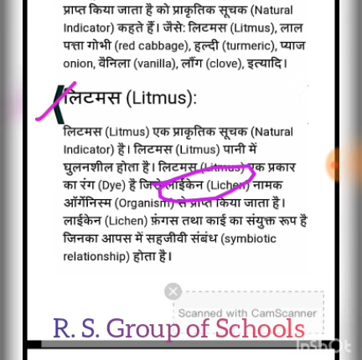 प्राप्त किया जाता है को प्राकृतिक सूचक (Natural
Indicator) कहते हैं। जैसे: लिटमस (Litmus), लाल
पत्ता गोभी (red cabbage), हल्दी (turmeric), प्याज
onion, वैनिला (vanilla), लौंग (clove), इत्यादि।
लिटमस (Litmus):
लिटमस (Litmus) एक प्राकृतिक सूचक (Natural
Indicator) है। लिटमस (Litmus) पानी में
घुलनशील होता है। लिटमस (Litmus) एक प्रकार
का रंग (Dye) है जिसे लाईकेन (Lichen) नामक
ऑर्गेनिस्म (Organism) से प्राप्त किया जाता है।
लाईकेन (Lichen) फ़ंगस तथा काई का संयुक्त रूप है
जिनका आपस में सहजीवी संबंध (symbiotic
relationship) होता है।
Scanned with CamScanner
R. S. Group of Schools
InShOt